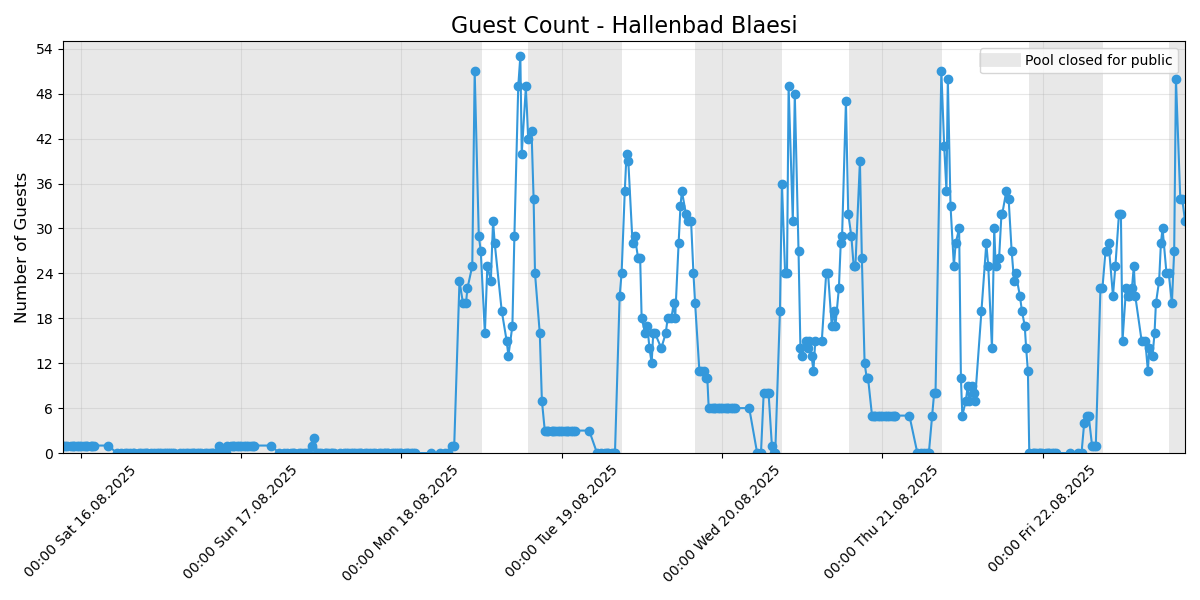 Guest Count - Hallenbad Blaesi
Pool closed for public
Number of Guests
54
48
42
36
30
24
18
12
6
0
00:00 Sat 16.08.2025
00:00 Sun 17.08.2025
00:00 Mon 18.08.2025
00:00 Tue 19.08.2025
00:00 Wed 20.08.2025
00:00 Thu 21.08.2025
00:00 Fri 22.08.2025